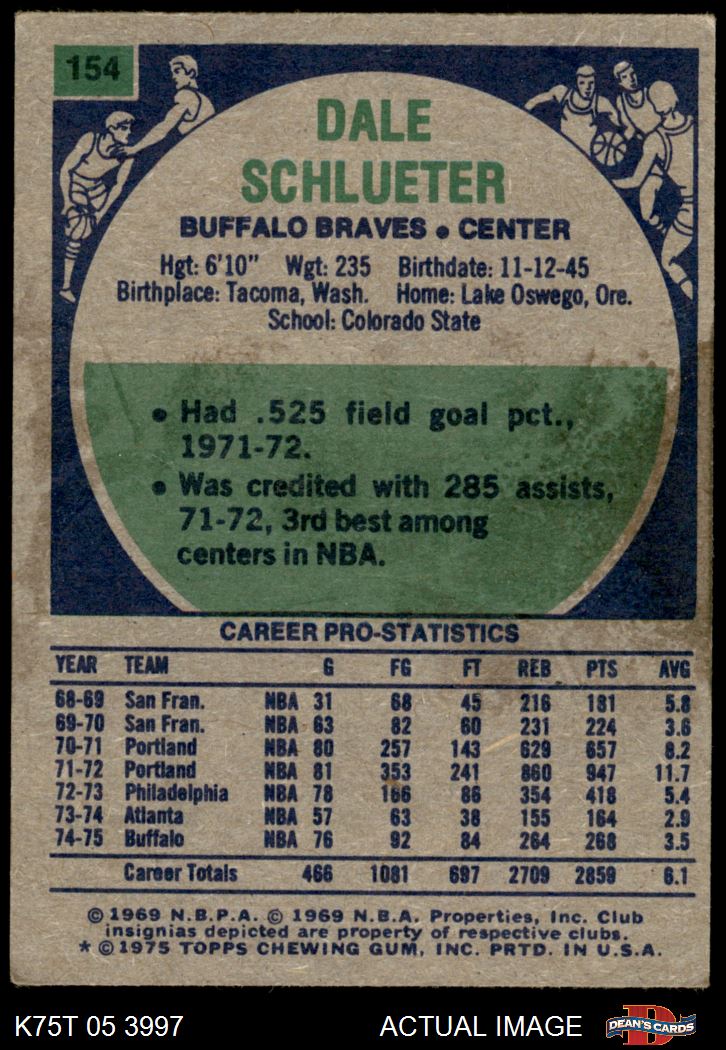 154
DALE
SCHLUETER
BUFFALO BRAVES • CENTER
Hgt: 6'10" Wgt: 235 Birthdate: 11-12-45
Birthplace: Tacoma, Wash. Home: Lake Oswego, Ore.
School: Colorado State
• Had .525 field goal pct.,
1971-72.
• Was credited with 285 assists,
71-72, 3rd best among
centers in NBA.
CAREER PRO-STATISTICS
YEAR TEAM G FG FT REB PTS AVG
68-69 San Fran. NBA 31 68 45 216 181 5.8
69-70 San Fran. NBA 63 82 60 231 224 3.6
70-71 Portland NBA 80 257 143 629 657 8.2
71-72 Portland NBA 81 353 241 860 947 11.7
72-73 Philadelphia NBA 78 166 86 354 418 5.4
73-74 Atlanta NBA 57 63 38 155 164 2.9
74-75 Buffalo NBA 76 92 84 264 268 3.5
Career Totals 466 1081 697 2709 2859 6.1
© 1969 N.B.P.A. © 1969 N.B.A. Properties, Inc. Club
insignias depicted are property of respective clubs.
* © 1975 TOPPS CHEWING GUM, INC. PRTD. IN U.S.A.
K75T 05 3997 ACTUAL IMAGE D DEAN'S CARDS